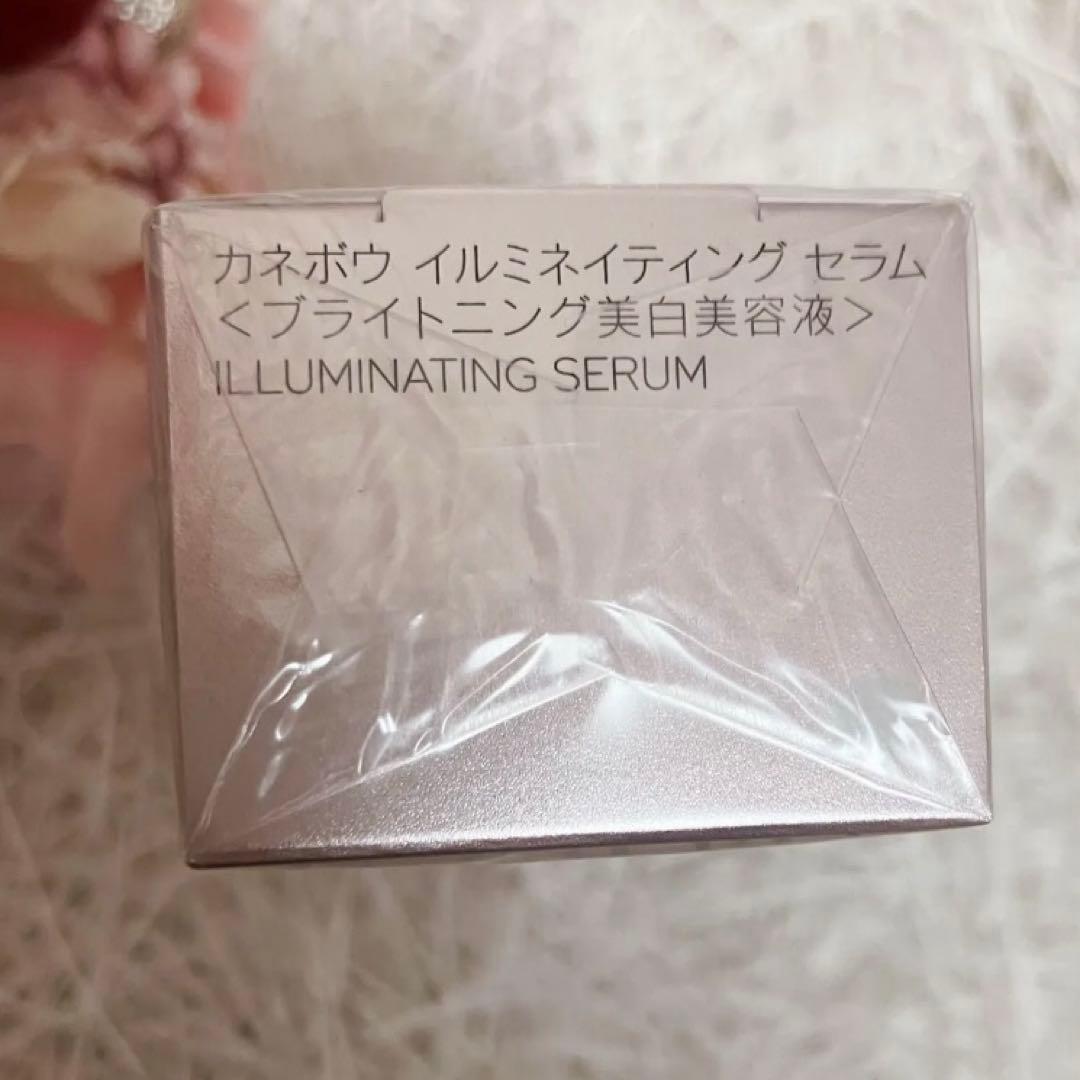 カネボウ イルミネイティング セラム
<ブライトニング美白美容液>
ILLUMINATING SERUM